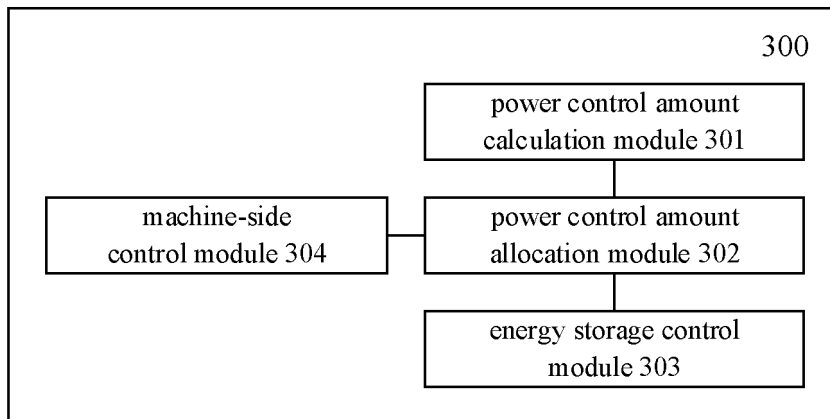 300
power control amount
calculation module 301
machine-side
control module 304
power control amount
allocation module 302
energy storage control
module 303